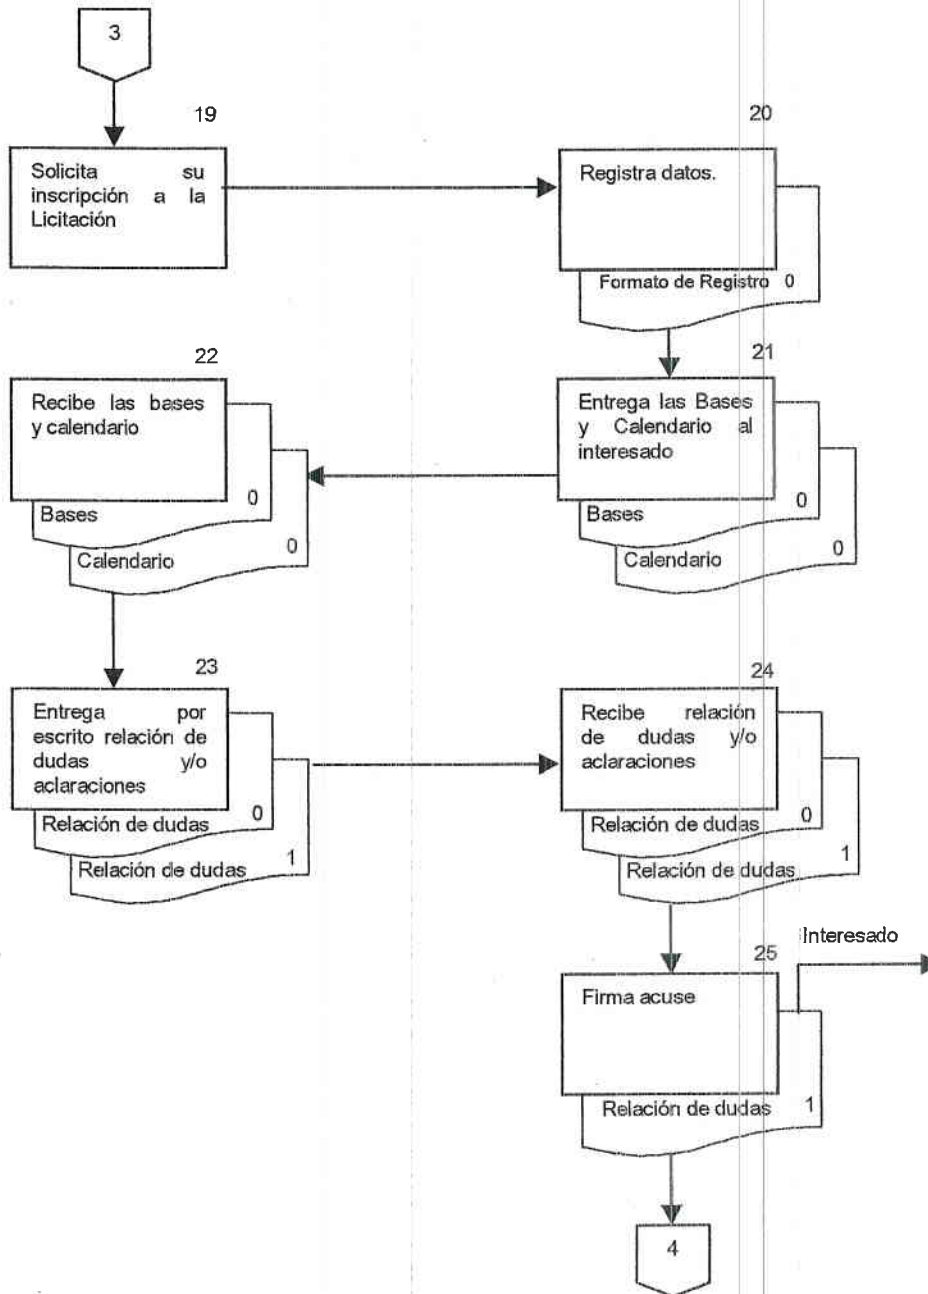 3
19
Solicita su
inscripción a la
Licitación
20
Registra datos.
Formato de Registro 0
22
Recibe las bases
y calendario
0
Bases
0
Calendario
21
Entrega las Bases
y Calendario al
interesado
0
Bases
0
Calendario
23
Entrega por
escrito relación de
dudas y/o
aclaraciones
Relación de dudas 0
Relación de dudas 1
24
Recibe relación
de dudas y/o
aclaraciones
Relación de dudas 0
Relación de dudas 1
Interesado
25
Firma acuse
Relación de dudas 1
4